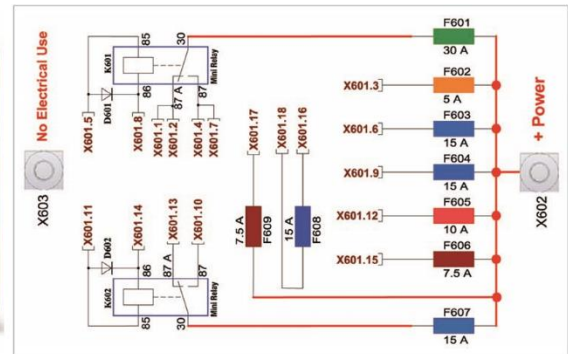 No Electrical Use
X603
85
30
K601
Mini Relay
86
87 A
87
D601
X601.5
X601.8
X601.1
X601.2
X601.4
X601.7
X601.17
X601.18
X601.16
X601.11
X601.14
X601.13
X601.10
D602
86
87 A
87
K602
Mini Relay
85
30
7.5 A
F609
15 A
F608
F601
30 A
X601.3
F602
5 A
X601.6
F603
15 A
X601.9
F604
15 A
X601.12
F605
10 A
X601.15
F606
7.5 A
F607
15 A
+ Power
X602